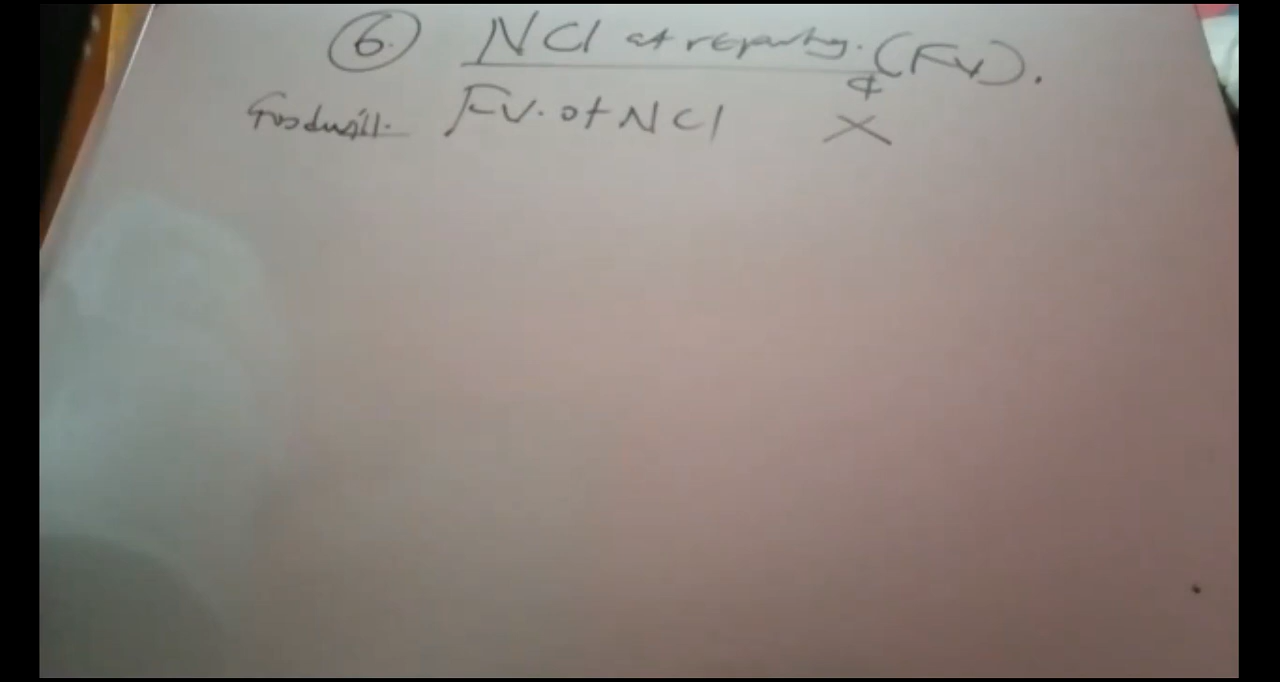 6. NCI at reporting. (FV).
¢
Goodwill. FV. of NCI X